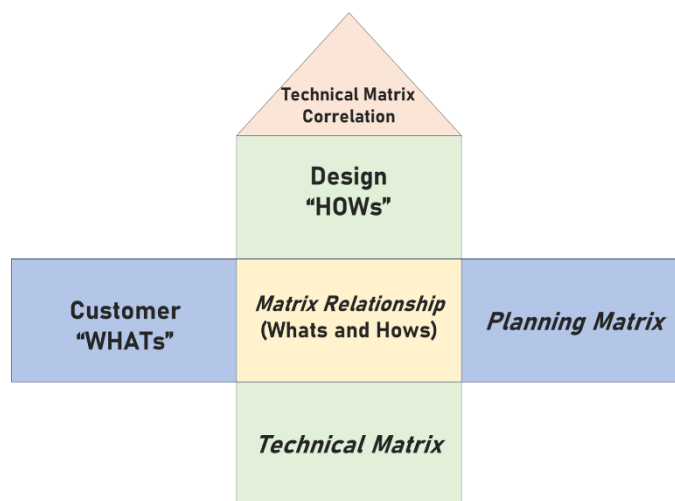 Technical Matrix
Correlation
Design
“HOWs”
Customer
“WHATs”
Matrix Relationship
(Whats and Hows)
Planning Matrix
Technical Matrix